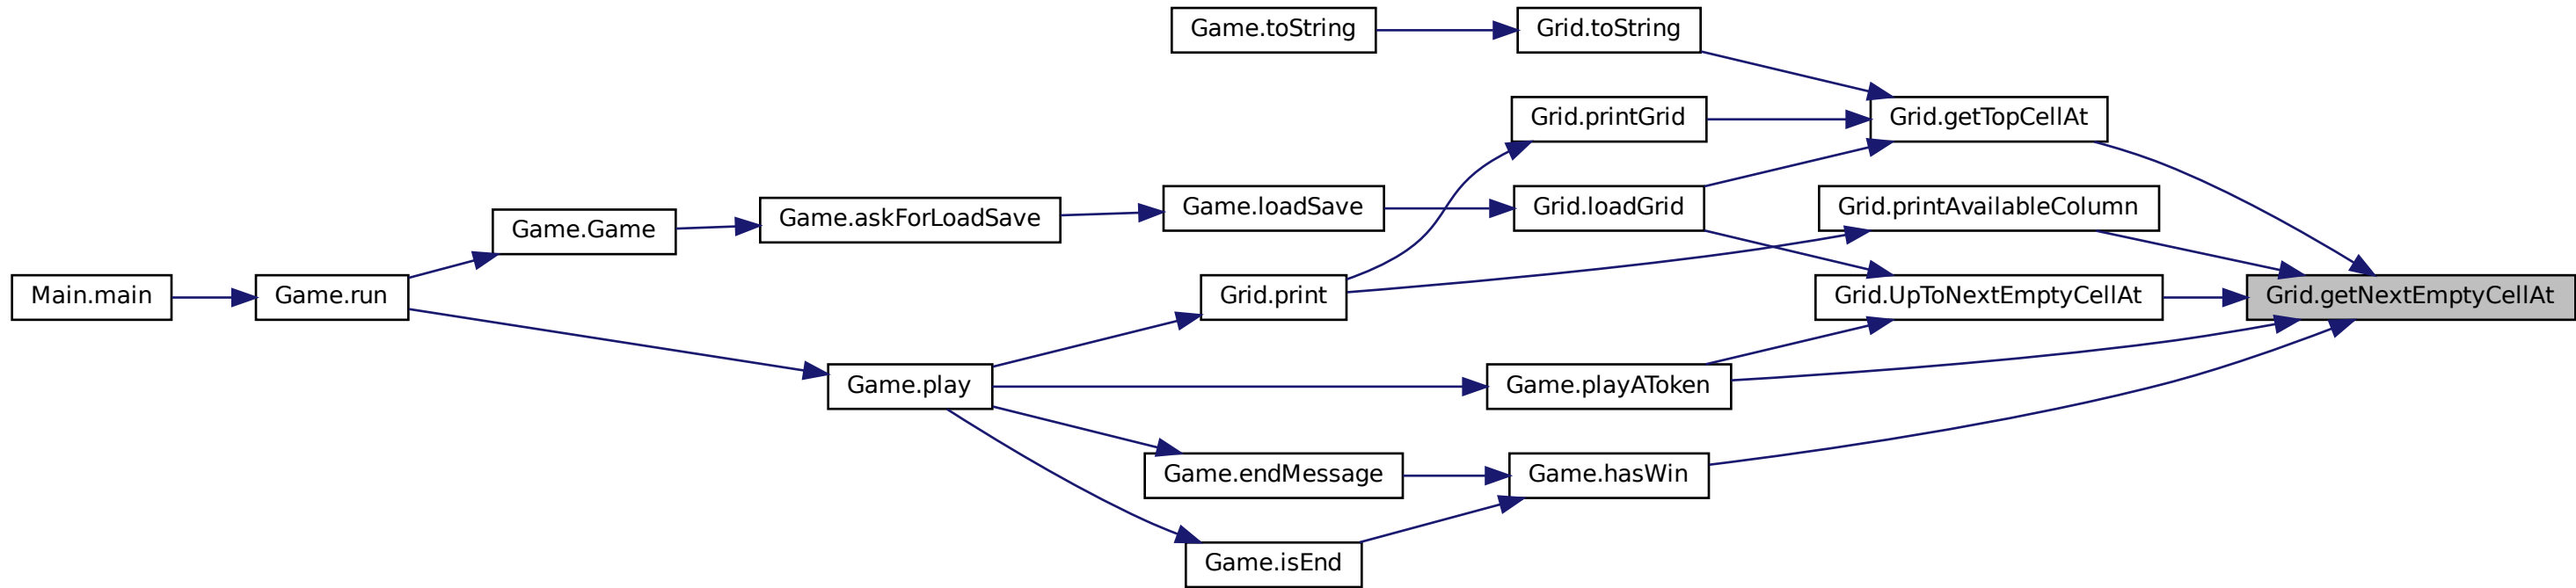 Game.toString
Grid.toString
Grid.printGrid
Grid.getTopCellAt
Game.Game
Game.askForLoadSave
Game.loadSave
Grid.loadGrid
Grid.printAvailableColumn
Main.main
Game.run
Grid.print
Grid.UpToNextEmptyCellAt
Grid.getNextEmptyCellAt
Game.play
Game.playAToken
Game.endMessage
Game.hasWin
Game.isEnd